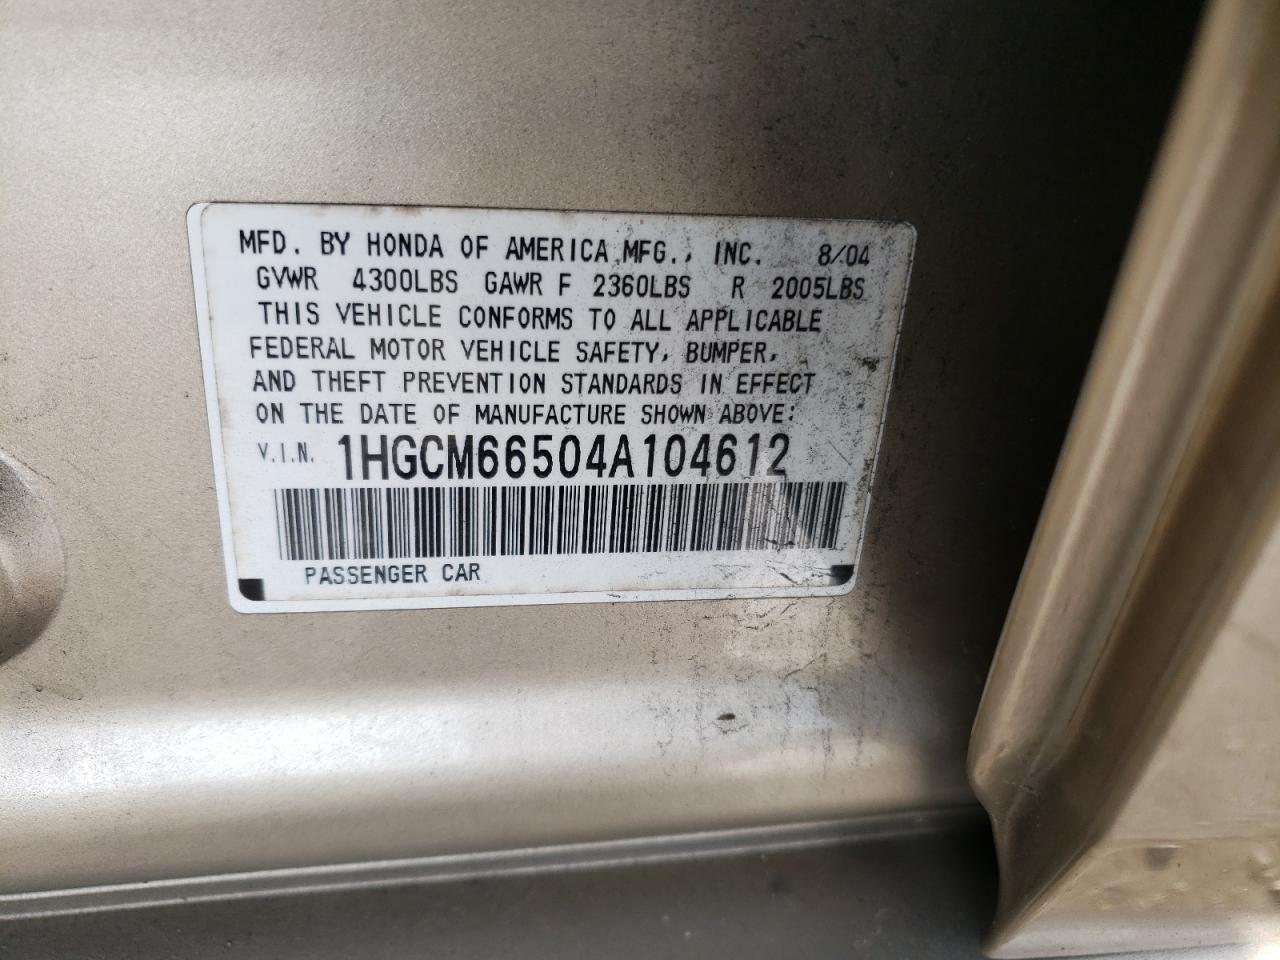 MFD. BY HONDA OF AMERICA MFG., INC. 8/04
GVWR 4300LBS GAWR F 2360LBS R 2005LBS
THIS VEHICLE CONFORMS TO ALL APPLICABLE
FEDERAL MOTOR VEHICLE SAFETY, BUMPER,
AND THEFT PREVENTION STANDARDS IN EFFECT
ON THE DATE OF MANUFACTURE SHOWN ABOVE:
V.I.N. 1HGCM66504A104612
PASSENGER CAR